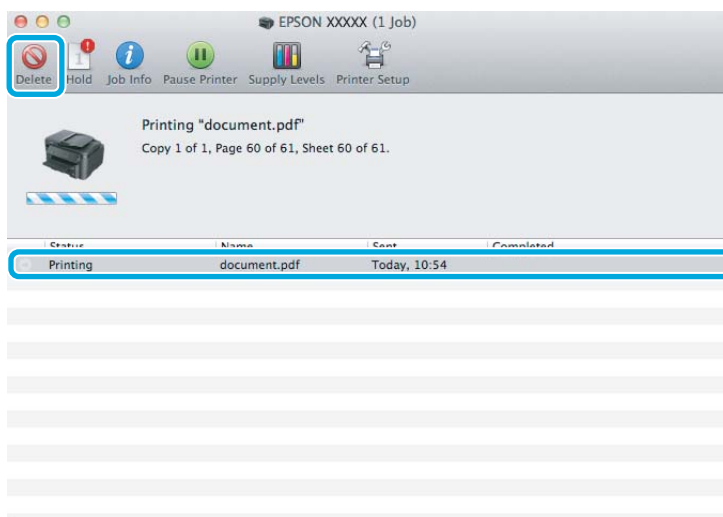 EPSON XXXXX (1 Job)
1
Delete Hold Job Info Pause Printer Supply Levels Printer Setup
Printing “document.pdf”
Copy 1 of 1, Page 60 of 61, Sheet 60 of 61.
Status Name Sent Completed
Printing document.pdf Today, 10:54